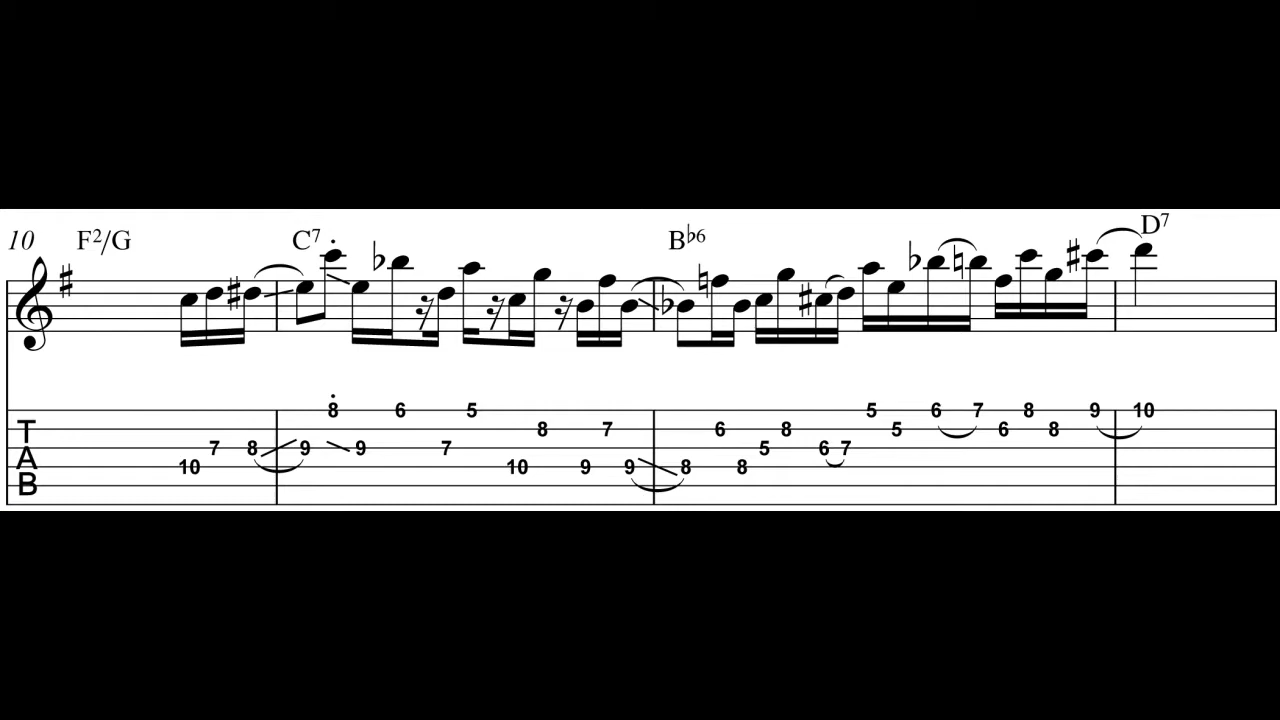 D7
10 F2/G C7 B♭6
8 6 5 5 6 7 8 9 10
T 8 7 6 8 5 6 8
A 7 8 9 9 7 5 6 7
10 10 9 9 8 8
B